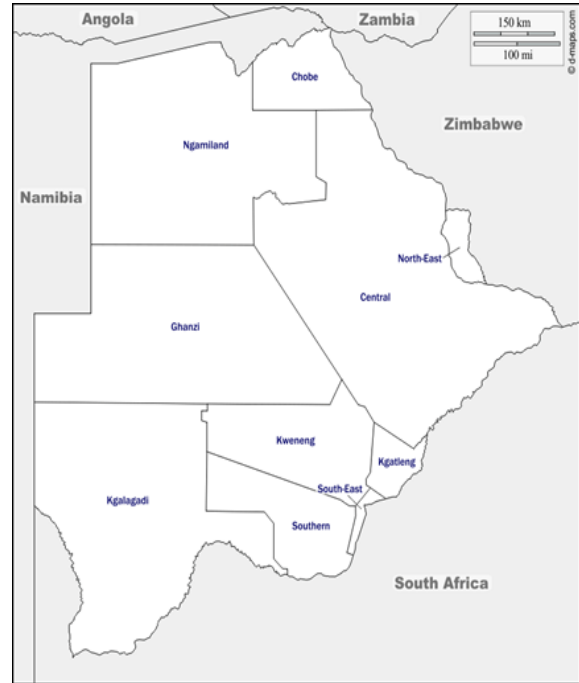 Angola
Zambia
150 km
100 mi
© d-maps.com
Chobe
Zimbabwe
Ngamiland
Namibia
North-East
Central
Ghanzi
Kweneng
Kgatleng
South-East
Kgalagadi
Southern
South Africa